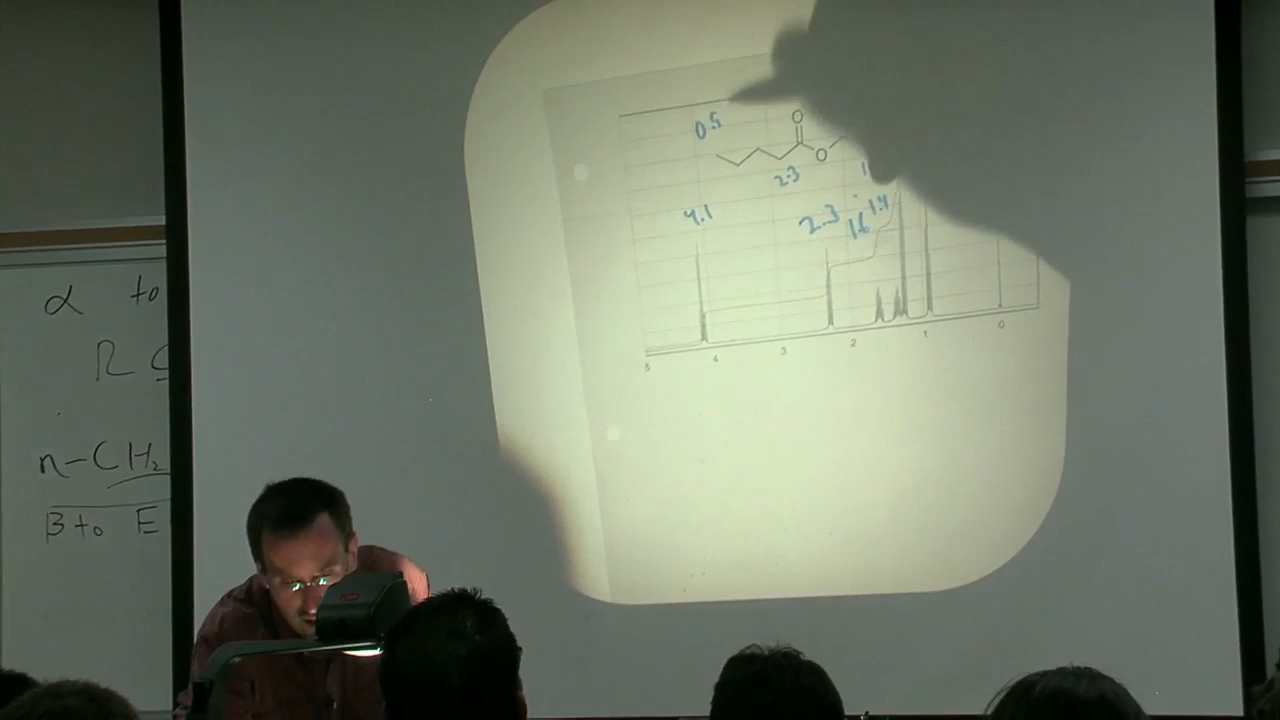 α to
R C
n-CH₂
β to E
0.5
O
O
2.3
4.1
2.3
1.6
1.4
5 4 3 2 1 0